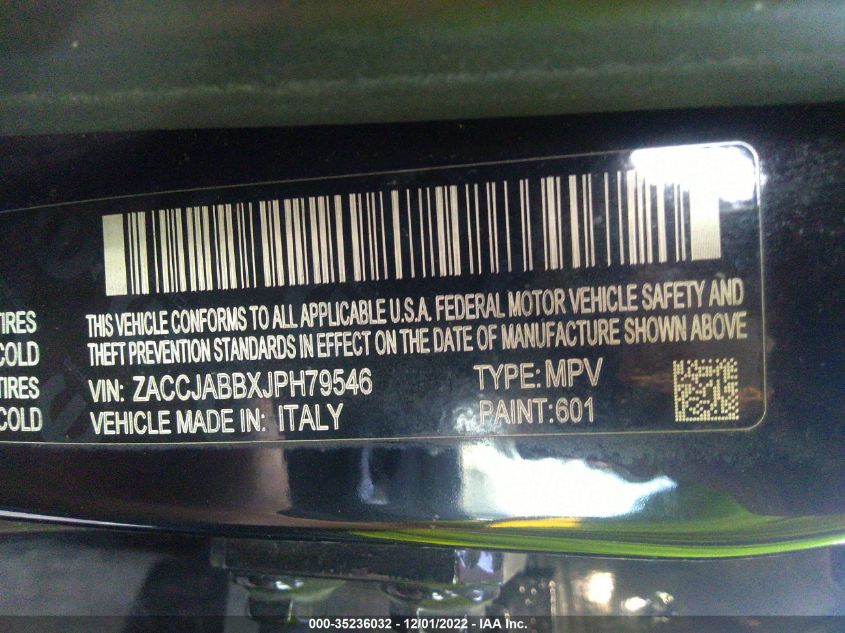 TIRES
COLD
TIRES
COLD
THIS VEHICLE CONFORMS TO ALL APPLICABLE U.S.A. FEDERAL MOTOR VEHICLE SAFETY AND
THEFT PREVENTION STANDARDS IN EFFECT ON THE DATE OF MANUFACTURE SHOWN ABOVE
VIN: ZACCJABBXJPH79546 TYPE: MPV
VEHICLE MADE IN: ITALY PAINT:601
000-35236032 - 12/01/2022 - IAA Inc.